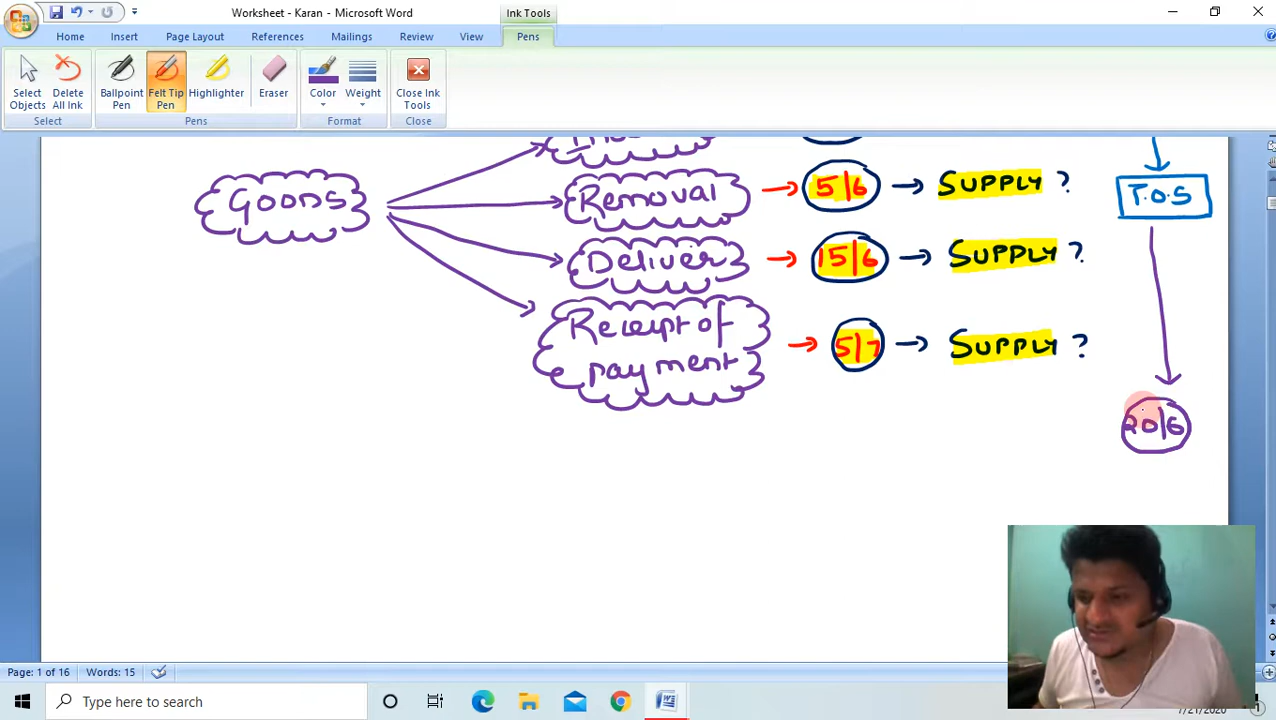 Worksheet - Karan - Microsoft Word
Ink Tools
Home
Insert
Page Layout
References
Mailings
Review
View
Pens
Select Objects
Delete All Ink
Ballpoint Pen
Felt Tip Pen
Highlighter
Eraser
Color
Weight
Close Ink Tools
Select
Pens
Format
Close
Goods
Removal
5|6
SUPPLY ?
T.O.S
Deliver
15|6
SUPPLY ?
Receipt of
payment
5|7
SUPPLY ?
20|6
Page: 1 of 16
Words: 15
Type here to search
7/21/2020